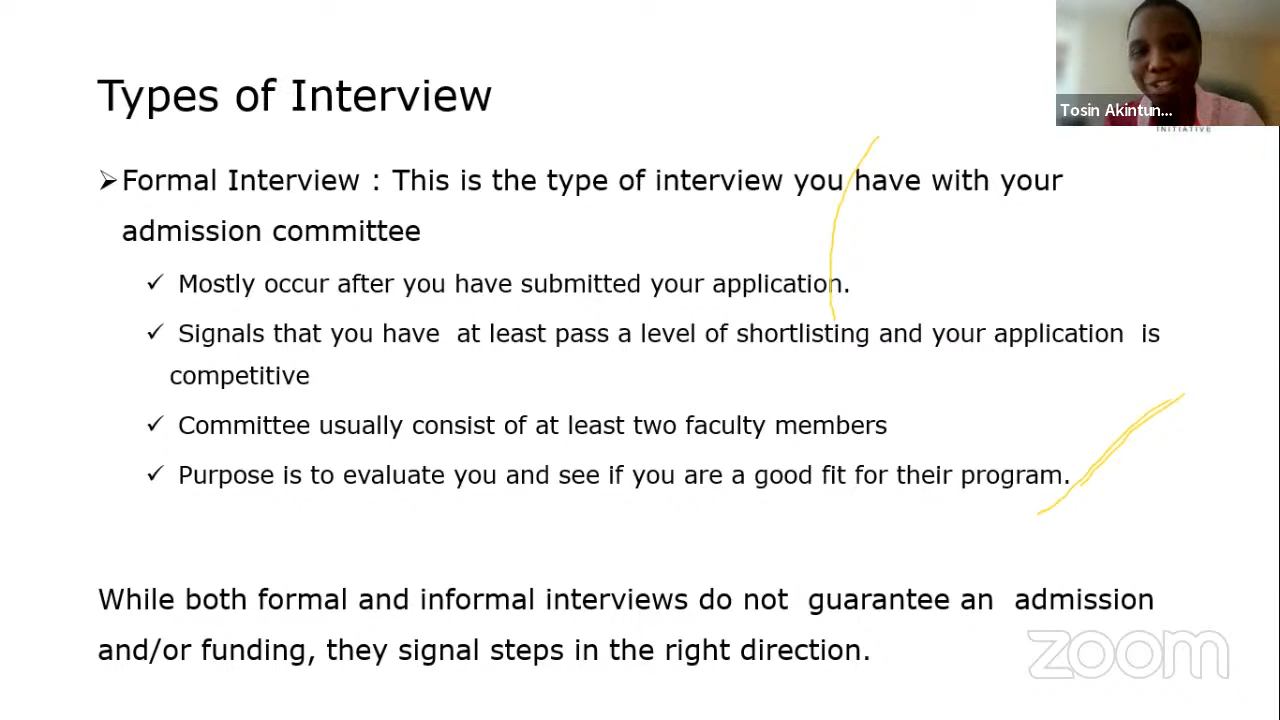 Types of Interview
Tosin Akintun...
INITIATIVE
➢Formal Interview : This is the type of interview you have with your
admission committee
✓ Mostly occur after you have submitted your application.
✓ Signals that you have at least pass a level of shortlisting and your application is
competitive
✓ Committee usually consist of at least two faculty members
✓ Purpose is to evaluate you and see if you are a good fit for their program.
While both formal and informal interviews do not guarantee an admission
and/or funding, they signal steps in the right direction.
zoom